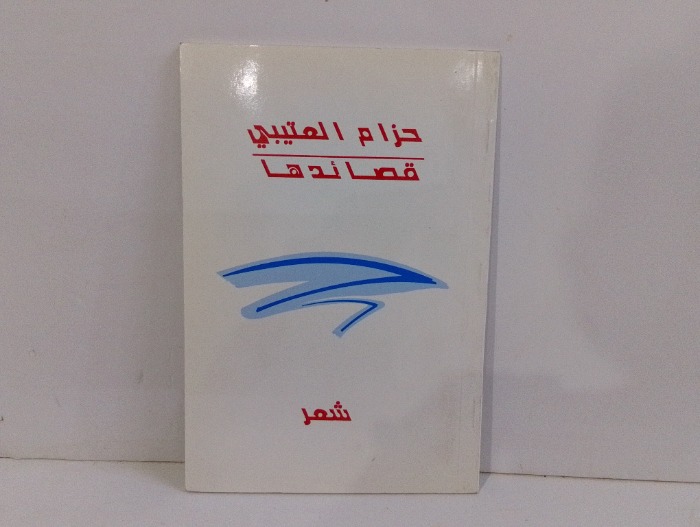 حزام العتيبي
قصائدها
شعر